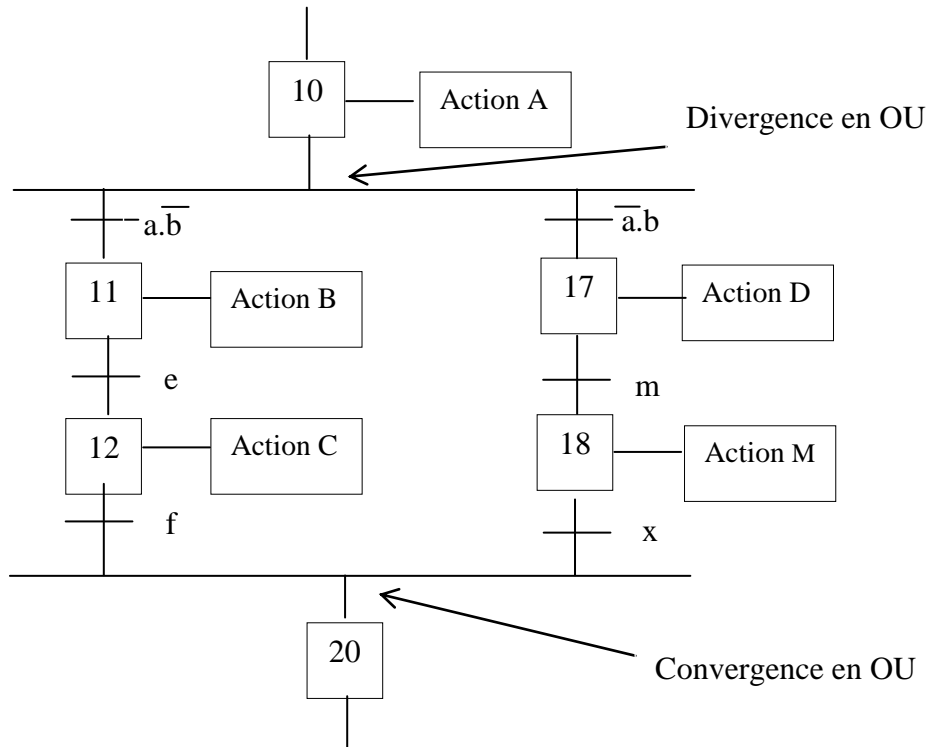 10
Action A
Divergence en OU
a.b̅
a̅.b
11
Action B
17
Action D
e
m
12
Action C
18
Action M
f
x
20
Convergence en OU